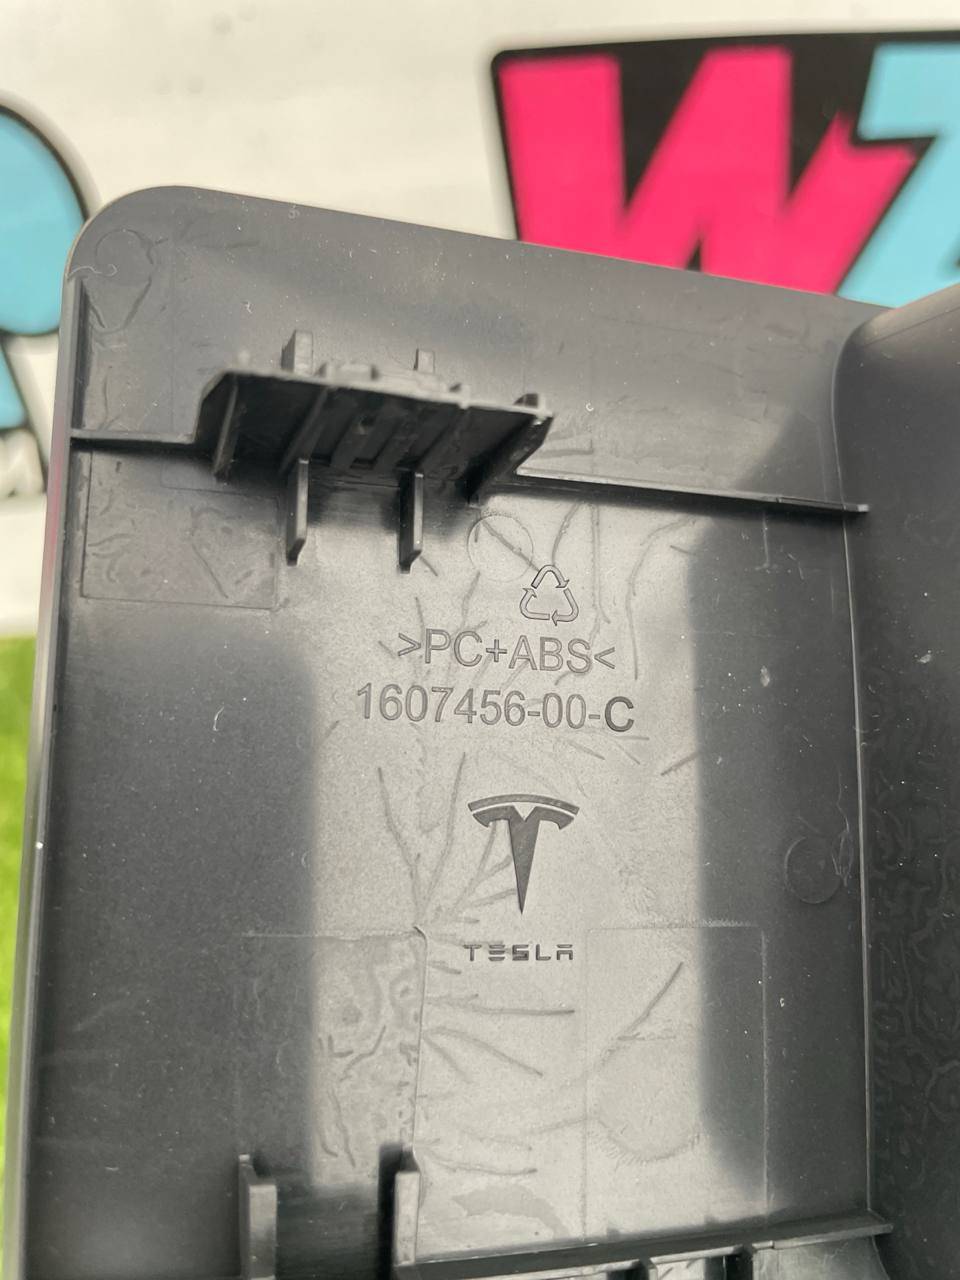 W
>PC+ABS<
1607456-00-C
TESLA